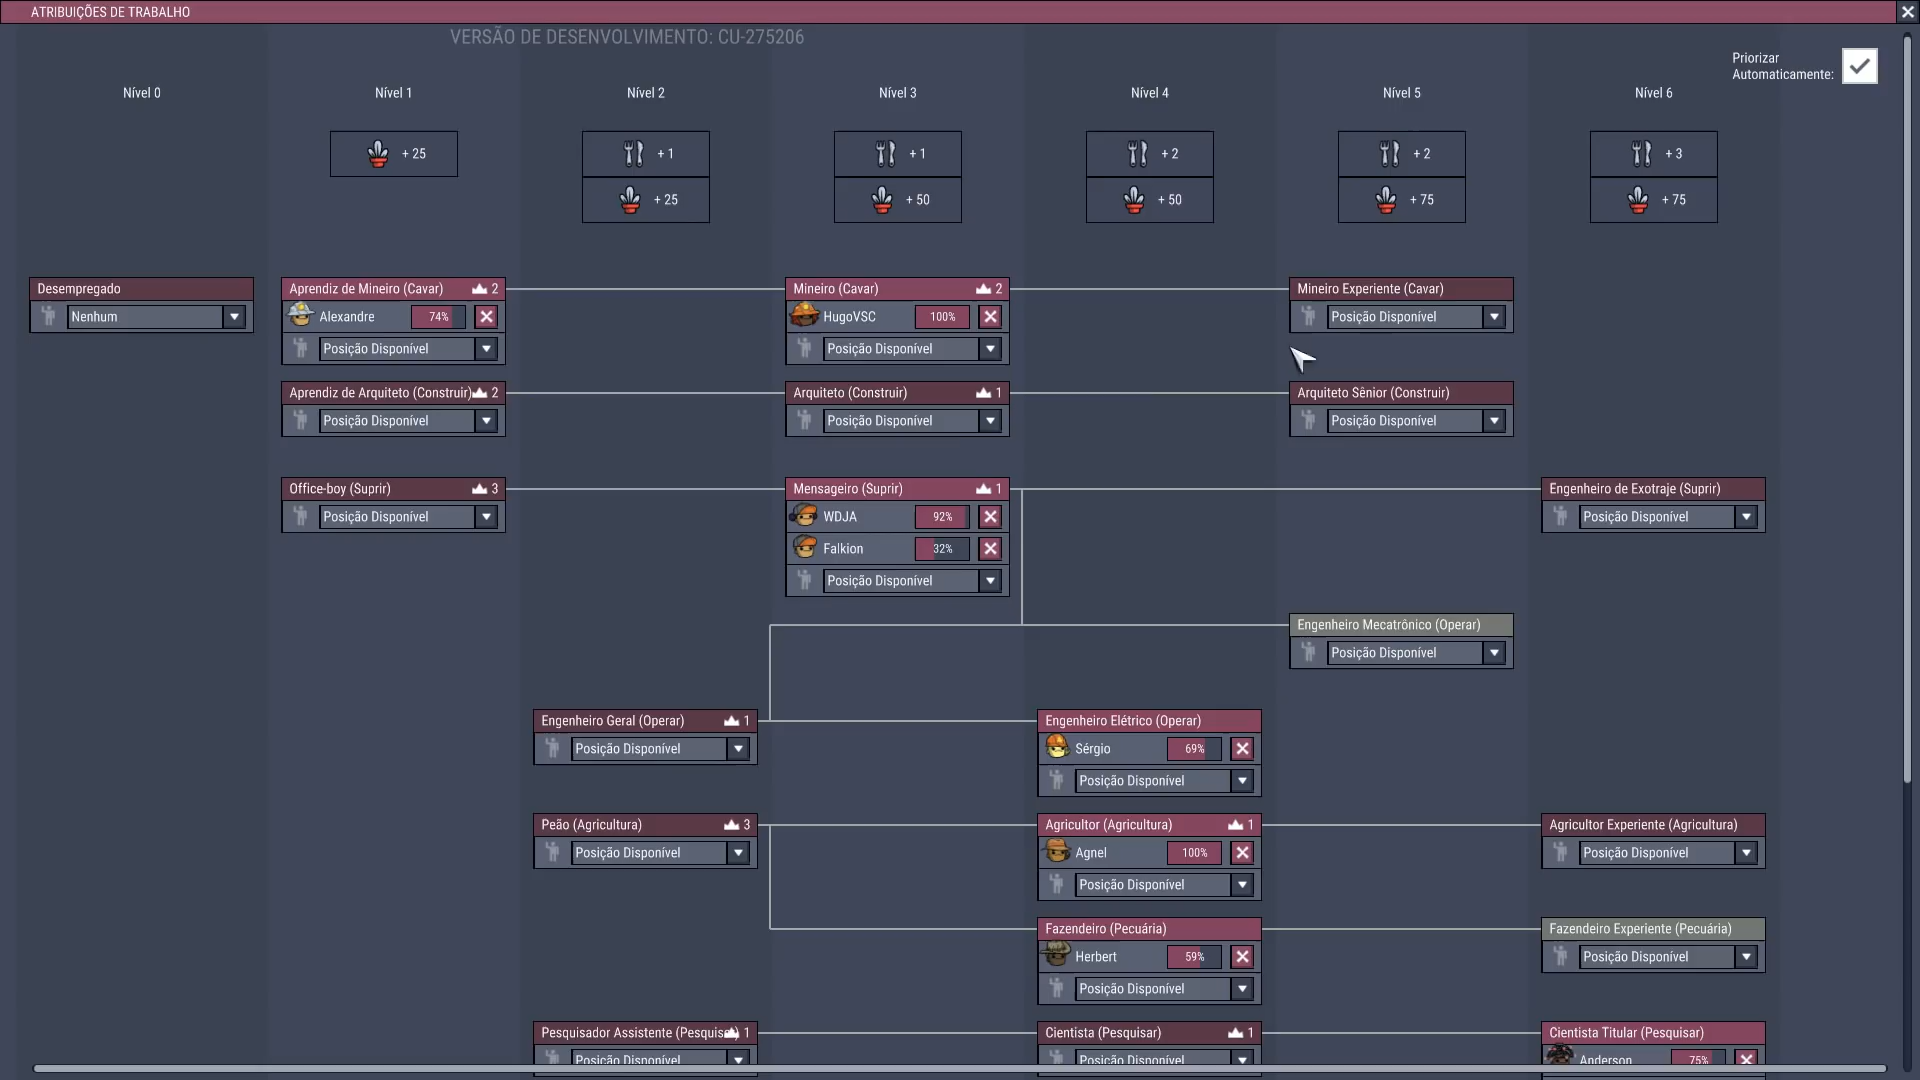 ATRIBUIÇÕES DE TRABALHO
VERSÃO DE DESENVOLVIMENTO: CU-275206
Priorizar
Automaticamente:
Nível 0
Nível 1
Nível 2
Nível 3
Nível 4
Nível 5
Nível 6
+ 25
+ 1
+ 1
+ 2
+ 2
+ 3
+ 25
+ 50
+ 50
+ 75
+ 75
Desempregado
Nenhum
Aprendiz de Mineiro (Cavar) 2
Alexandre 74%
Posição Disponível
Mineiro (Cavar) 2
HugoVSC 100%
Posição Disponível
Mineiro Experiente (Cavar)
Posição Disponível
Aprendiz de Arquiteto (Construir) 2
Posição Disponível
Arquiteto (Construir) 1
Posição Disponível
Arquiteto Sênior (Construir)
Posição Disponível
Office-boy (Suprir) 3
Posição Disponível
Mensageiro (Suprir) 1
WDJA 92%
Falkion 32%
Posição Disponível
Engenheiro de Exotraje (Suprir)
Posição Disponível
Engenheiro Mecatrônico (Operar)
Posição Disponível
Engenheiro Geral (Operar) 1
Posição Disponível
Engenheiro Elétrico (Operar)
Sérgio 69%
Posição Disponível
Peão (Agricultura) 3
Posição Disponível
Agricultor (Agricultura) 1
Agnel 100%
Posição Disponível
Agricultor Experiente (Agricultura)
Posição Disponível
Fazendeiro (Pecuária)
Herbert 59%
Posição Disponível
Fazendeiro Experiente (Pecuária)
Posição Disponível
Pesquisador Assistente (Pesquisar) 1
Posição Disponível
Cientista (Pesquisar) 1
Posição Disponível
Cientista Titular (Pesquisar)
Anderson 75%